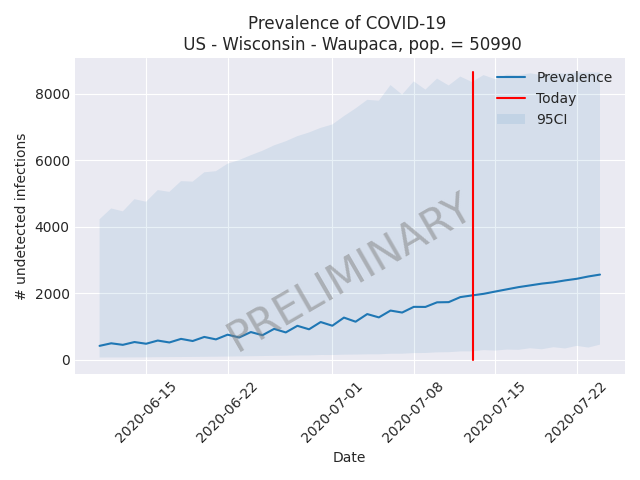 Prevalence of COVID-19
US - Wisconsin - Waupaca, pop. = 50990
Prevalence
Today
95CI
PRELIMINARY
# undetected infections
8000
6000
4000
2000
0
2020-06-15
2020-06-22
2020-07-01
2020-07-08
2020-07-15
2020-07-22
Date